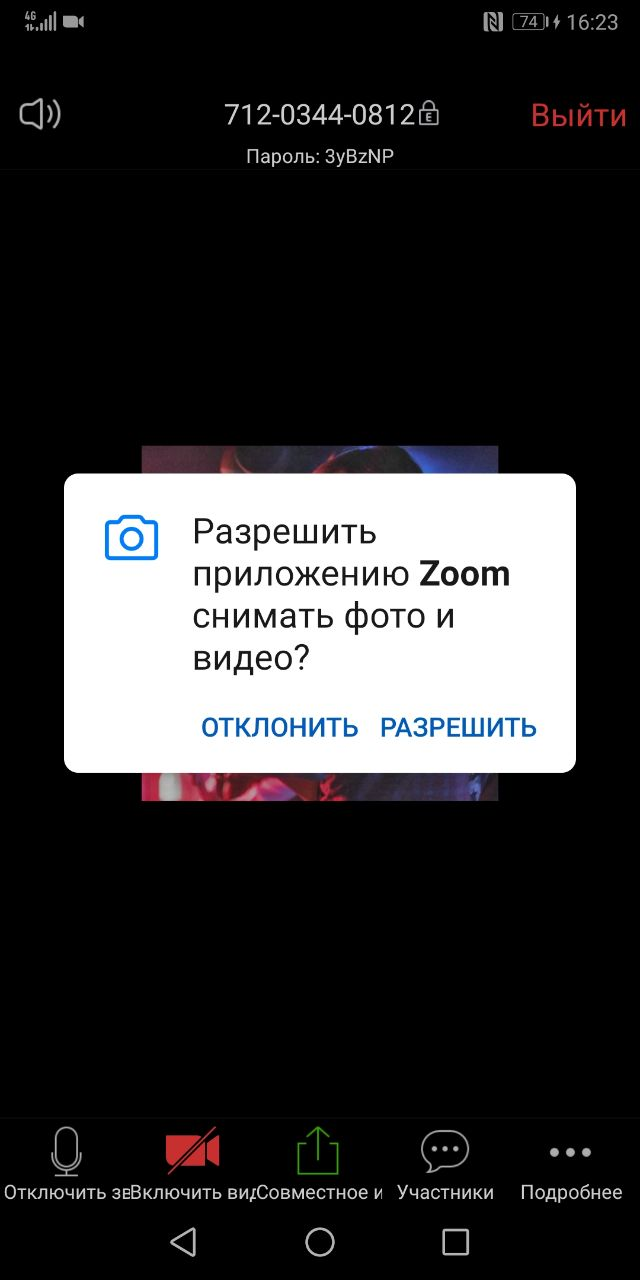 4G 74 16:23
712-0344-0812 Выйти
Пароль: 3yBzNP
Разрешить
приложению Zoom
снимать фото и
видео?
ОТКЛОНИТЬ РАЗРЕШИТЬ
Отключить зв Включить вид Совместное и Участники Подробнее